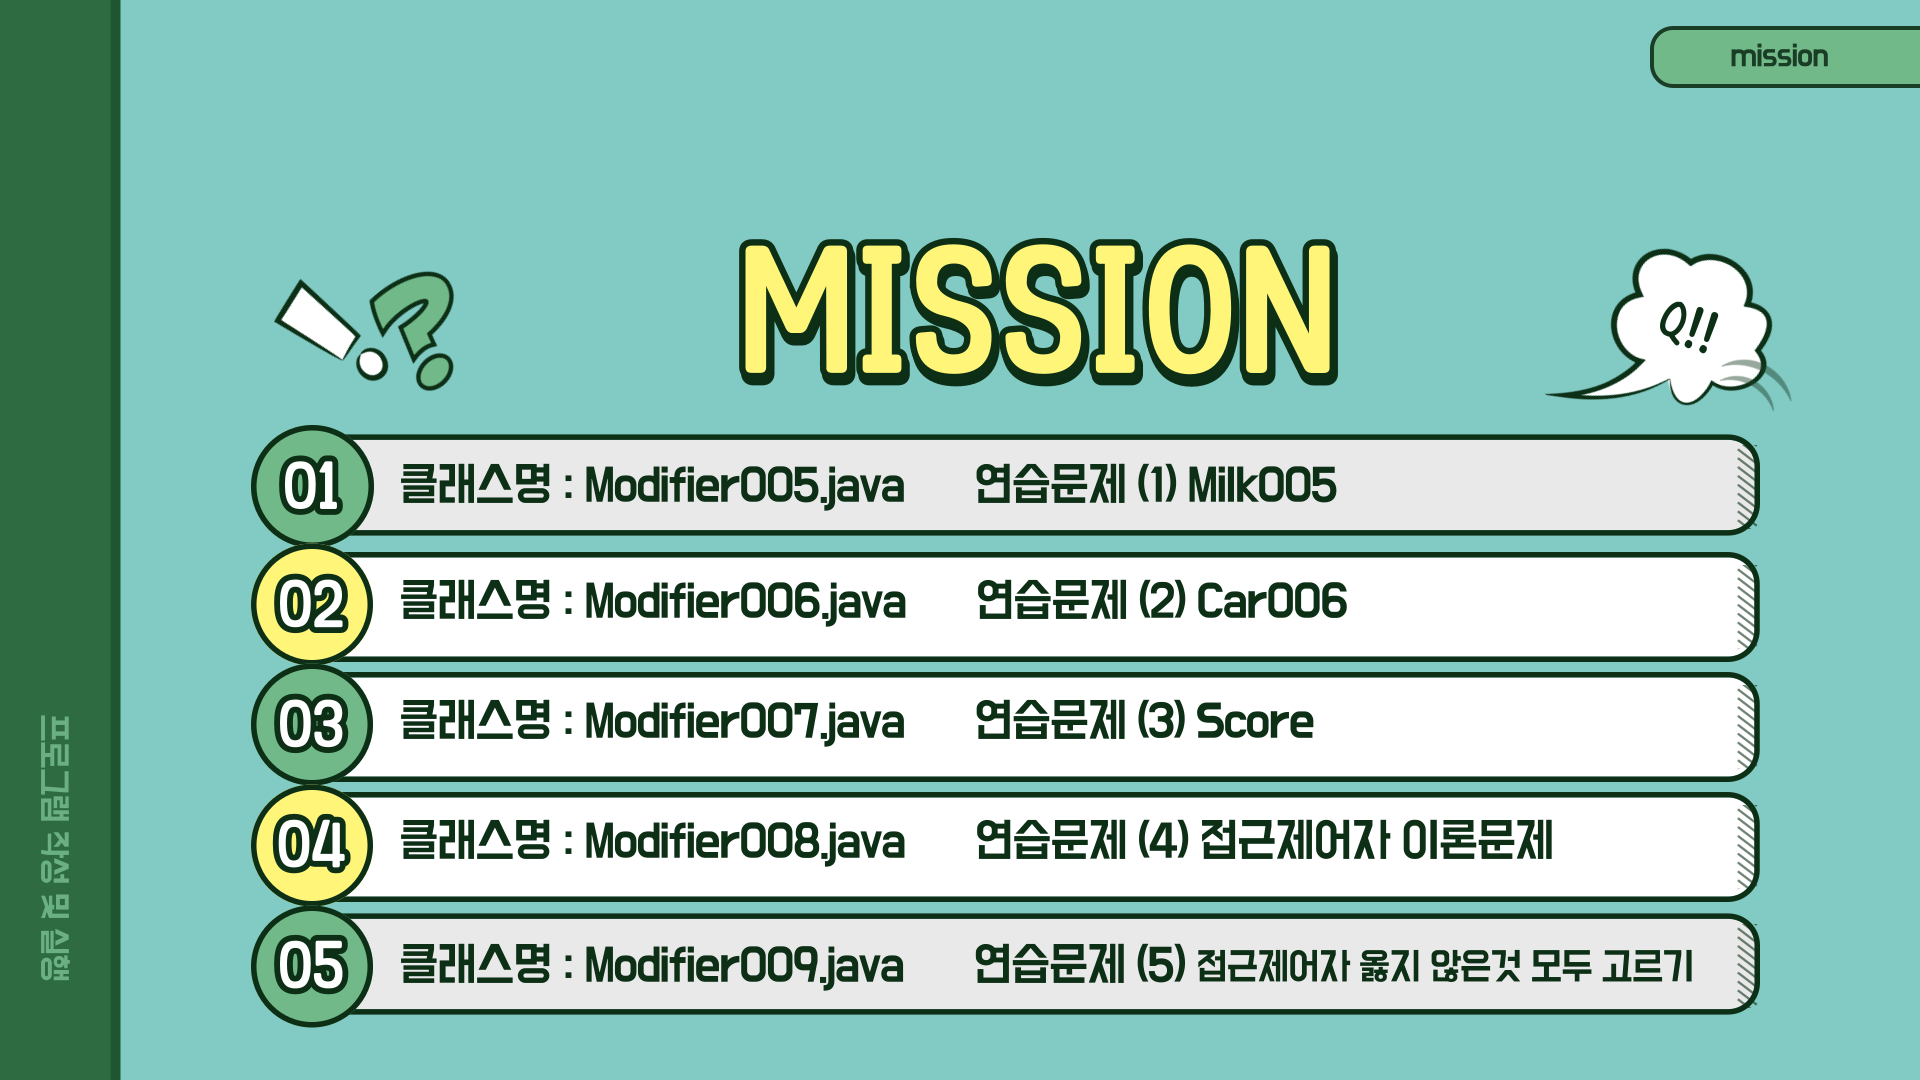 mission
MISSION
Q!!
01 클래스명 : Modifier005.java 연습문제 (1) Milk005
02 클래스명 : Modifier006.java 연습문제 (2) Car006
03 클래스명 : Modifier007.java 연습문제 (3) Score
04 클래스명 : Modifier008.java 연습문제 (4) 접근제어자 이론문제
05 클래스명 : Modifier009.java 연습문제 (5) 접근제어자 옳지 않은것 모두 고르기
프로그램 작성 및 실행